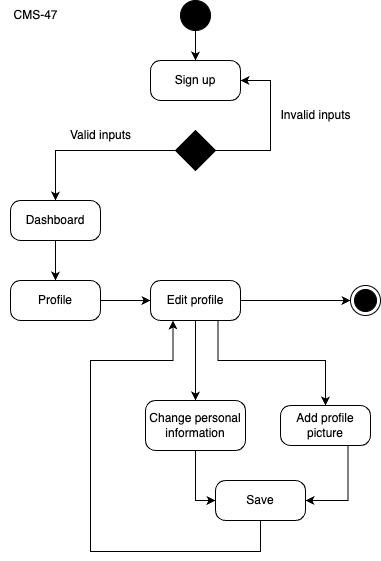 CMS-47
Sign up
Invalid inputs
Valid inputs
Dashboard
Profile
Edit profile
Change personal
information
Add profile
picture
Save